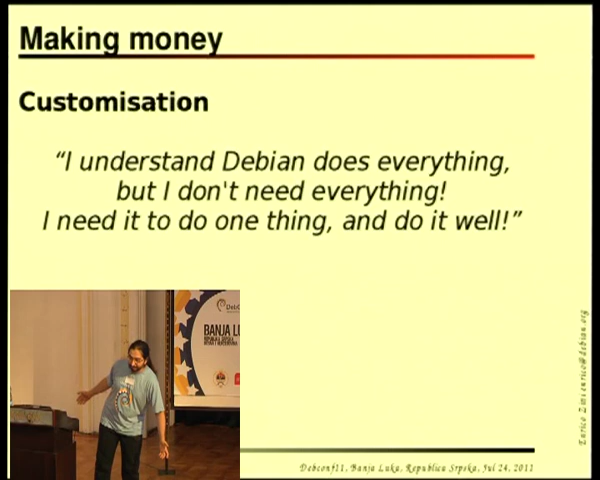 Making money
Customisation
“I understand Debian does everything,
but I don't need everything!
I need it to do one thing, and do it well!”
BANJA LU
Debconf11, Banja Luka, Republica Srpska, Jul 24, 2011